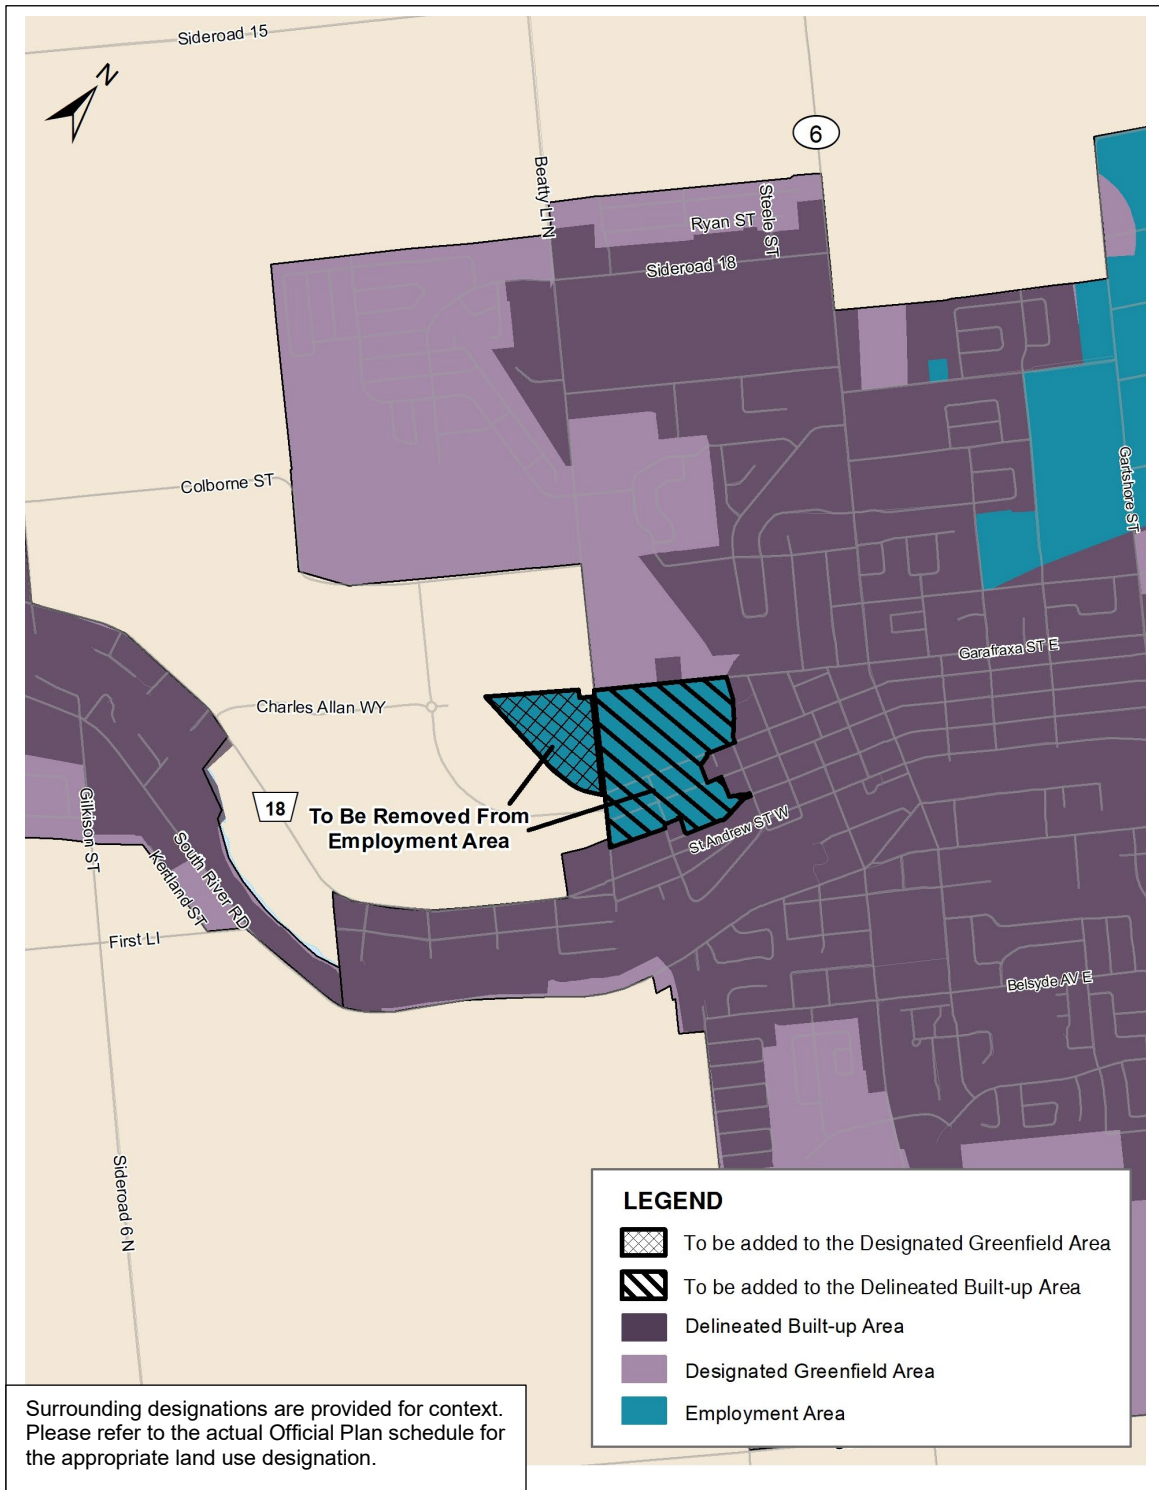 Sideroad 15
N
6
Beatty LI N
Steele ST
Ryan ST
Sideroad 18
Colborne ST
Gartshore ST
Garafraxa ST E
Charles Allan WY
18
To Be Removed From
Employment Area
St Andrew ST W
Gilkison ST
South River RD
Kertland ST
First LI
Belsyde AV E
Sideroad 6 N
LEGEND
To be added to the Designated Greenfield Area
To be added to the Delineated Built-up Area
Delineated Built-up Area
Designated Greenfield Area
Employment Area
Surrounding designations are provided for context.
Please refer to the actual Official Plan schedule for
the appropriate land use designation.